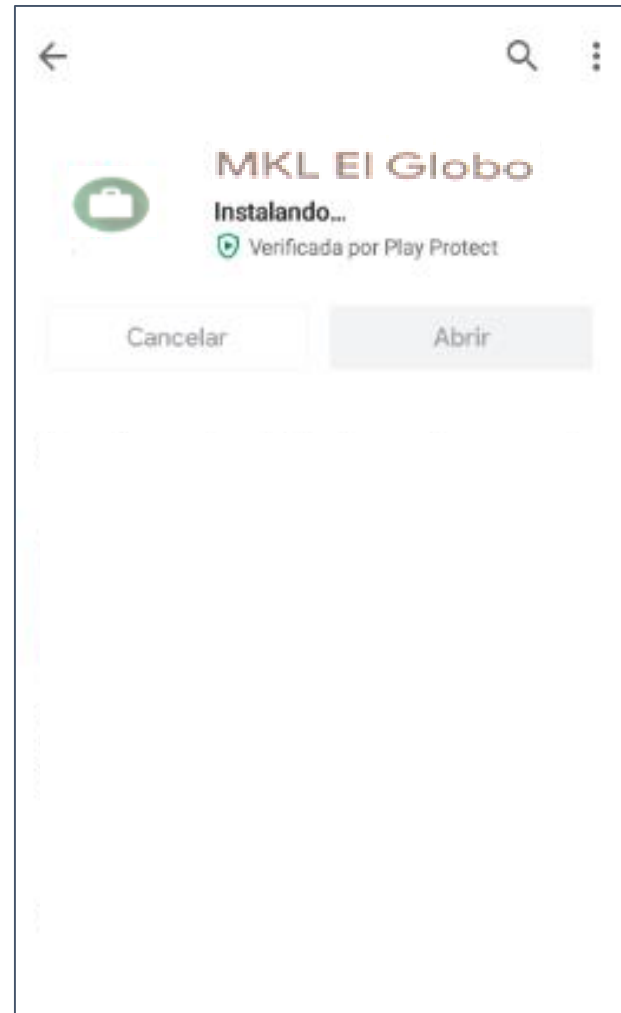 MKL El Globo
Instalando...
Verificada por Play Protect
Cancelar
Abrir